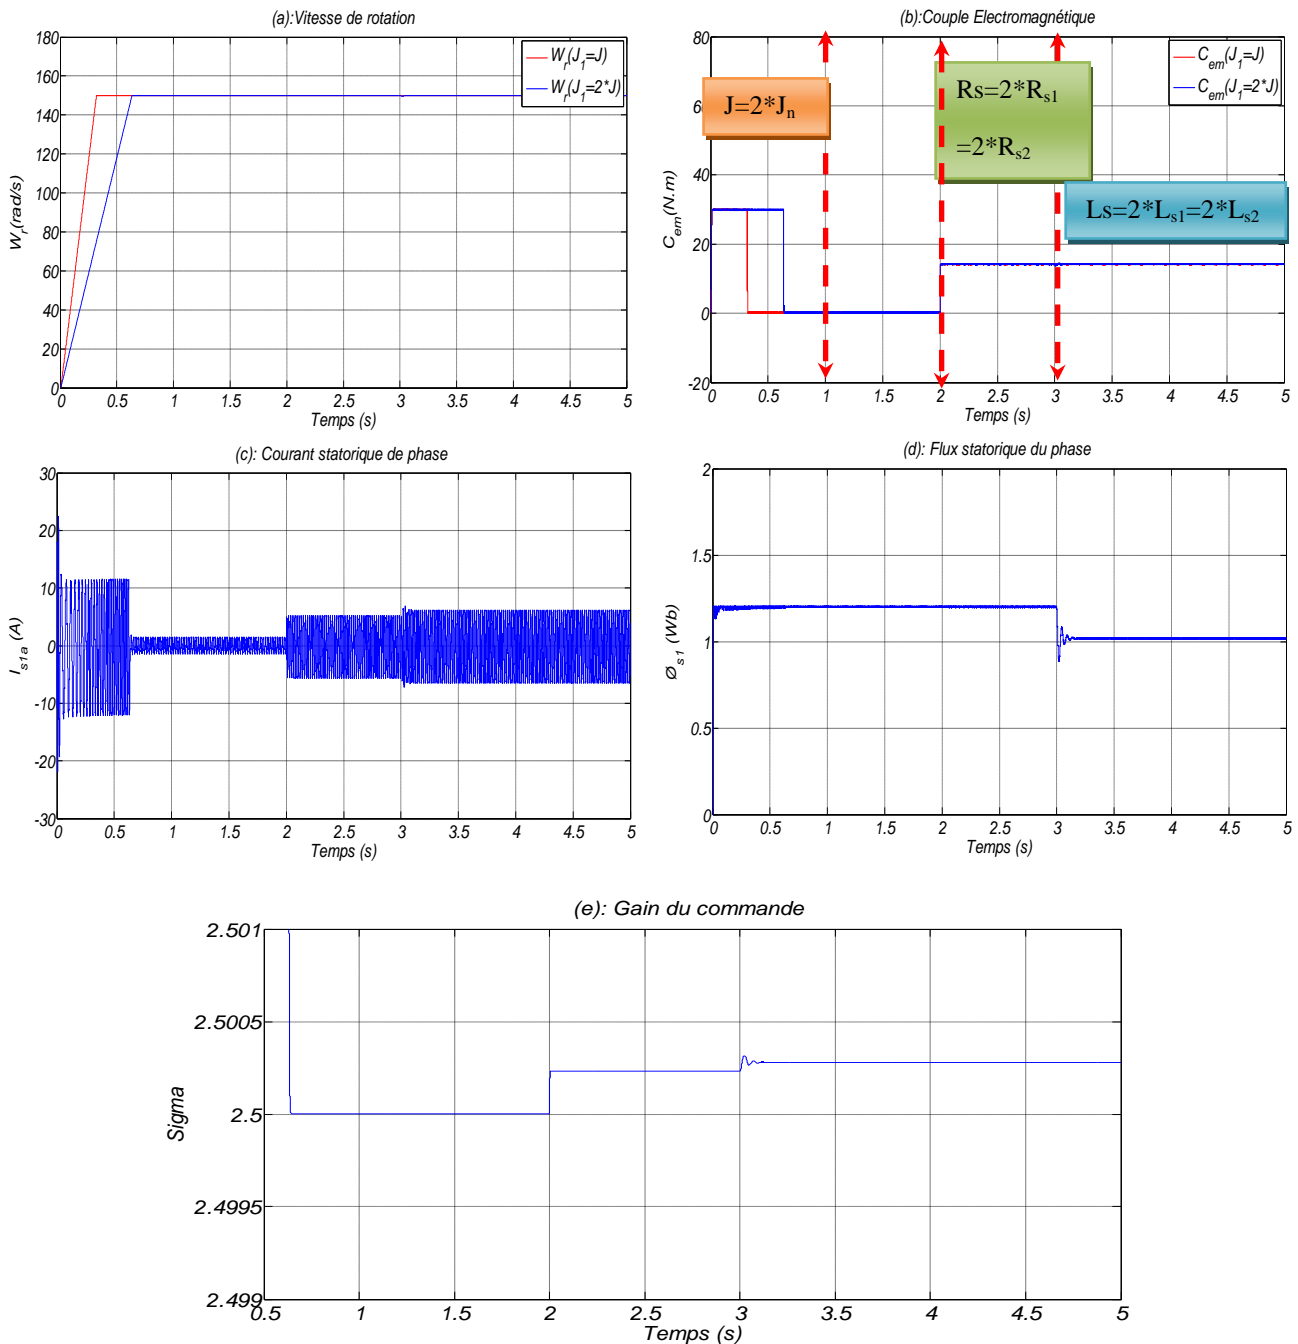 (a):Vitesse de rotation
180
160
140
120
100
80
60
40
20
0
W_r(rad/s)
W_r(J_1=J)
W_r(J_1=2*J)
0 0.5 1 1.5 2 2.5 3 3.5 4 4.5 5
Temps (s)
(b):Couple Electromagnétique
80
60
40
20
0
-20
C_em(N.m)
C_em(J_1=J)
C_em(J_1=2*J)
J=2*J_n
Rs=2*R_s1
=2*R_s2
Ls=2*L_s1=2*L_s2
0 0.5 1 1.5 2 2.5 3 3.5 4 4.5 5
Temps (s)
(c): Courant statorique de phase
30
20
10
0
-10
-20
-30
I_s1a (A)
0 0.5 1 1.5 2 2.5 3 3.5 4 4.5 5
Temps (s)
(d): Flux statorique du phase
2
1.5
1
0.5
0
Ø_s1 (Wb)
0 0.5 1 1.5 2 2.5 3 3.5 4 4.5 5
Temps (s)
(e): Gain du commande
2.501
2.5005
2.5
2.4995
2.499
Sigma
0.5 1 1.5 2 2.5 3 3.5 4 4.5 5
Temps (s)